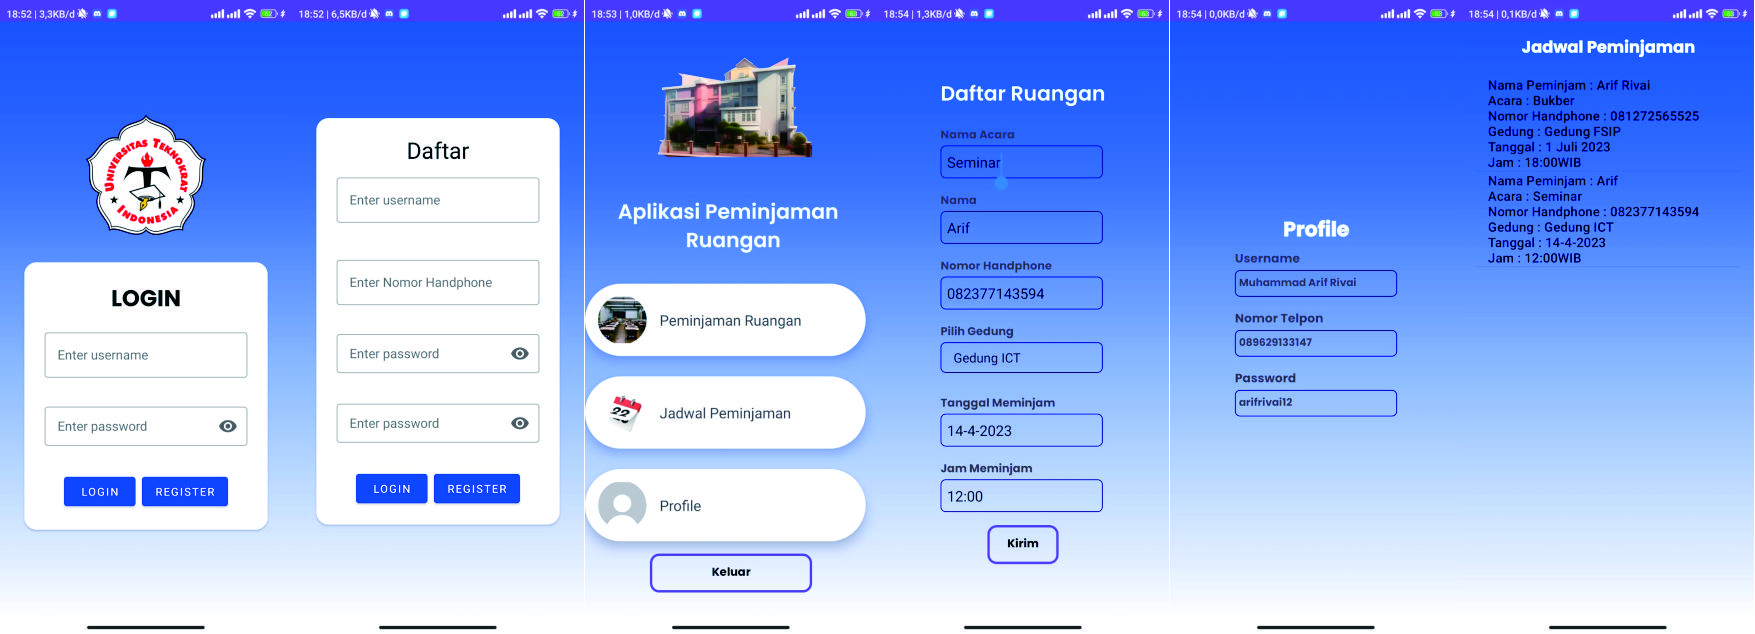 18:52 | 3,3KB/d
UNIVERSITAS TEKNOKRAT
INDONESIA
LOGIN
Enter username
Enter password
LOGIN
REGISTER
18:52 | 6,5KB/d
Daftar
Enter username
Enter Nomor Handphone
Enter password
Enter password
LOGIN
REGISTER
18:53 | 1,0KB/d
Aplikasi Peminjaman
Ruangan
Peminjaman Ruangan
22
Jadwal Peminjaman
Profile
Keluar
18:54 | 1,3KB/d
Daftar Ruangan
Nama Acara
Seminar
Nama
Arif
Nomor Handphone
082377143594
Pilih Gedung
Gedung ICT
Tanggal Meminjam
14-4-2023
Jam Meminjam
12:00
Kirim
18:54 | 0,0KB/d
Profile
Username
Muhammad Arif Rivai
Nomor Telpon
089629133147
Password
arifrivai12
18:54 | 0,1KB/d
Jadwal Peminjaman
Nama Peminjam : Arif Rivai
Acara : Bukber
Nomor Handphone : 081272565525
Gedung : Gedung FSIP
Tanggal : 1 Juli 2023
Jam : 18:00WIB
Nama Peminjam : Arif
Acara : Seminar
Nomor Handphone : 082377143594
Gedung : Gedung ICT
Tanggal : 14-4-2023
Jam : 12:00WIB